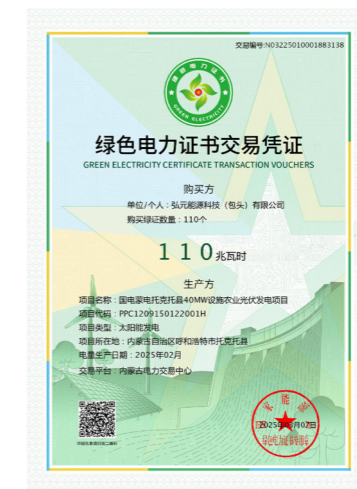 交易编号:N03225010001883138
绿色电力证书
GREEN ELECTRICITY
绿色电力证书交易凭证
GREEN ELECTRICITY CERTIFICATE TRANSACTION VOUCHERS
购买方
单位/个人：弘元能源科技（包头）有限公司
购买绿证数量：110个
110兆瓦时
生产方
项目名称：国电蒙电托克托县40MW设施农业光伏发电项目
项目代码：PPC1209150122001H
项目类型：太阳能发电
项目所在地：内蒙古自治区呼和浩特市托克托县
电量生产日期：2025年02月
交易平台：内蒙古电力交易中心